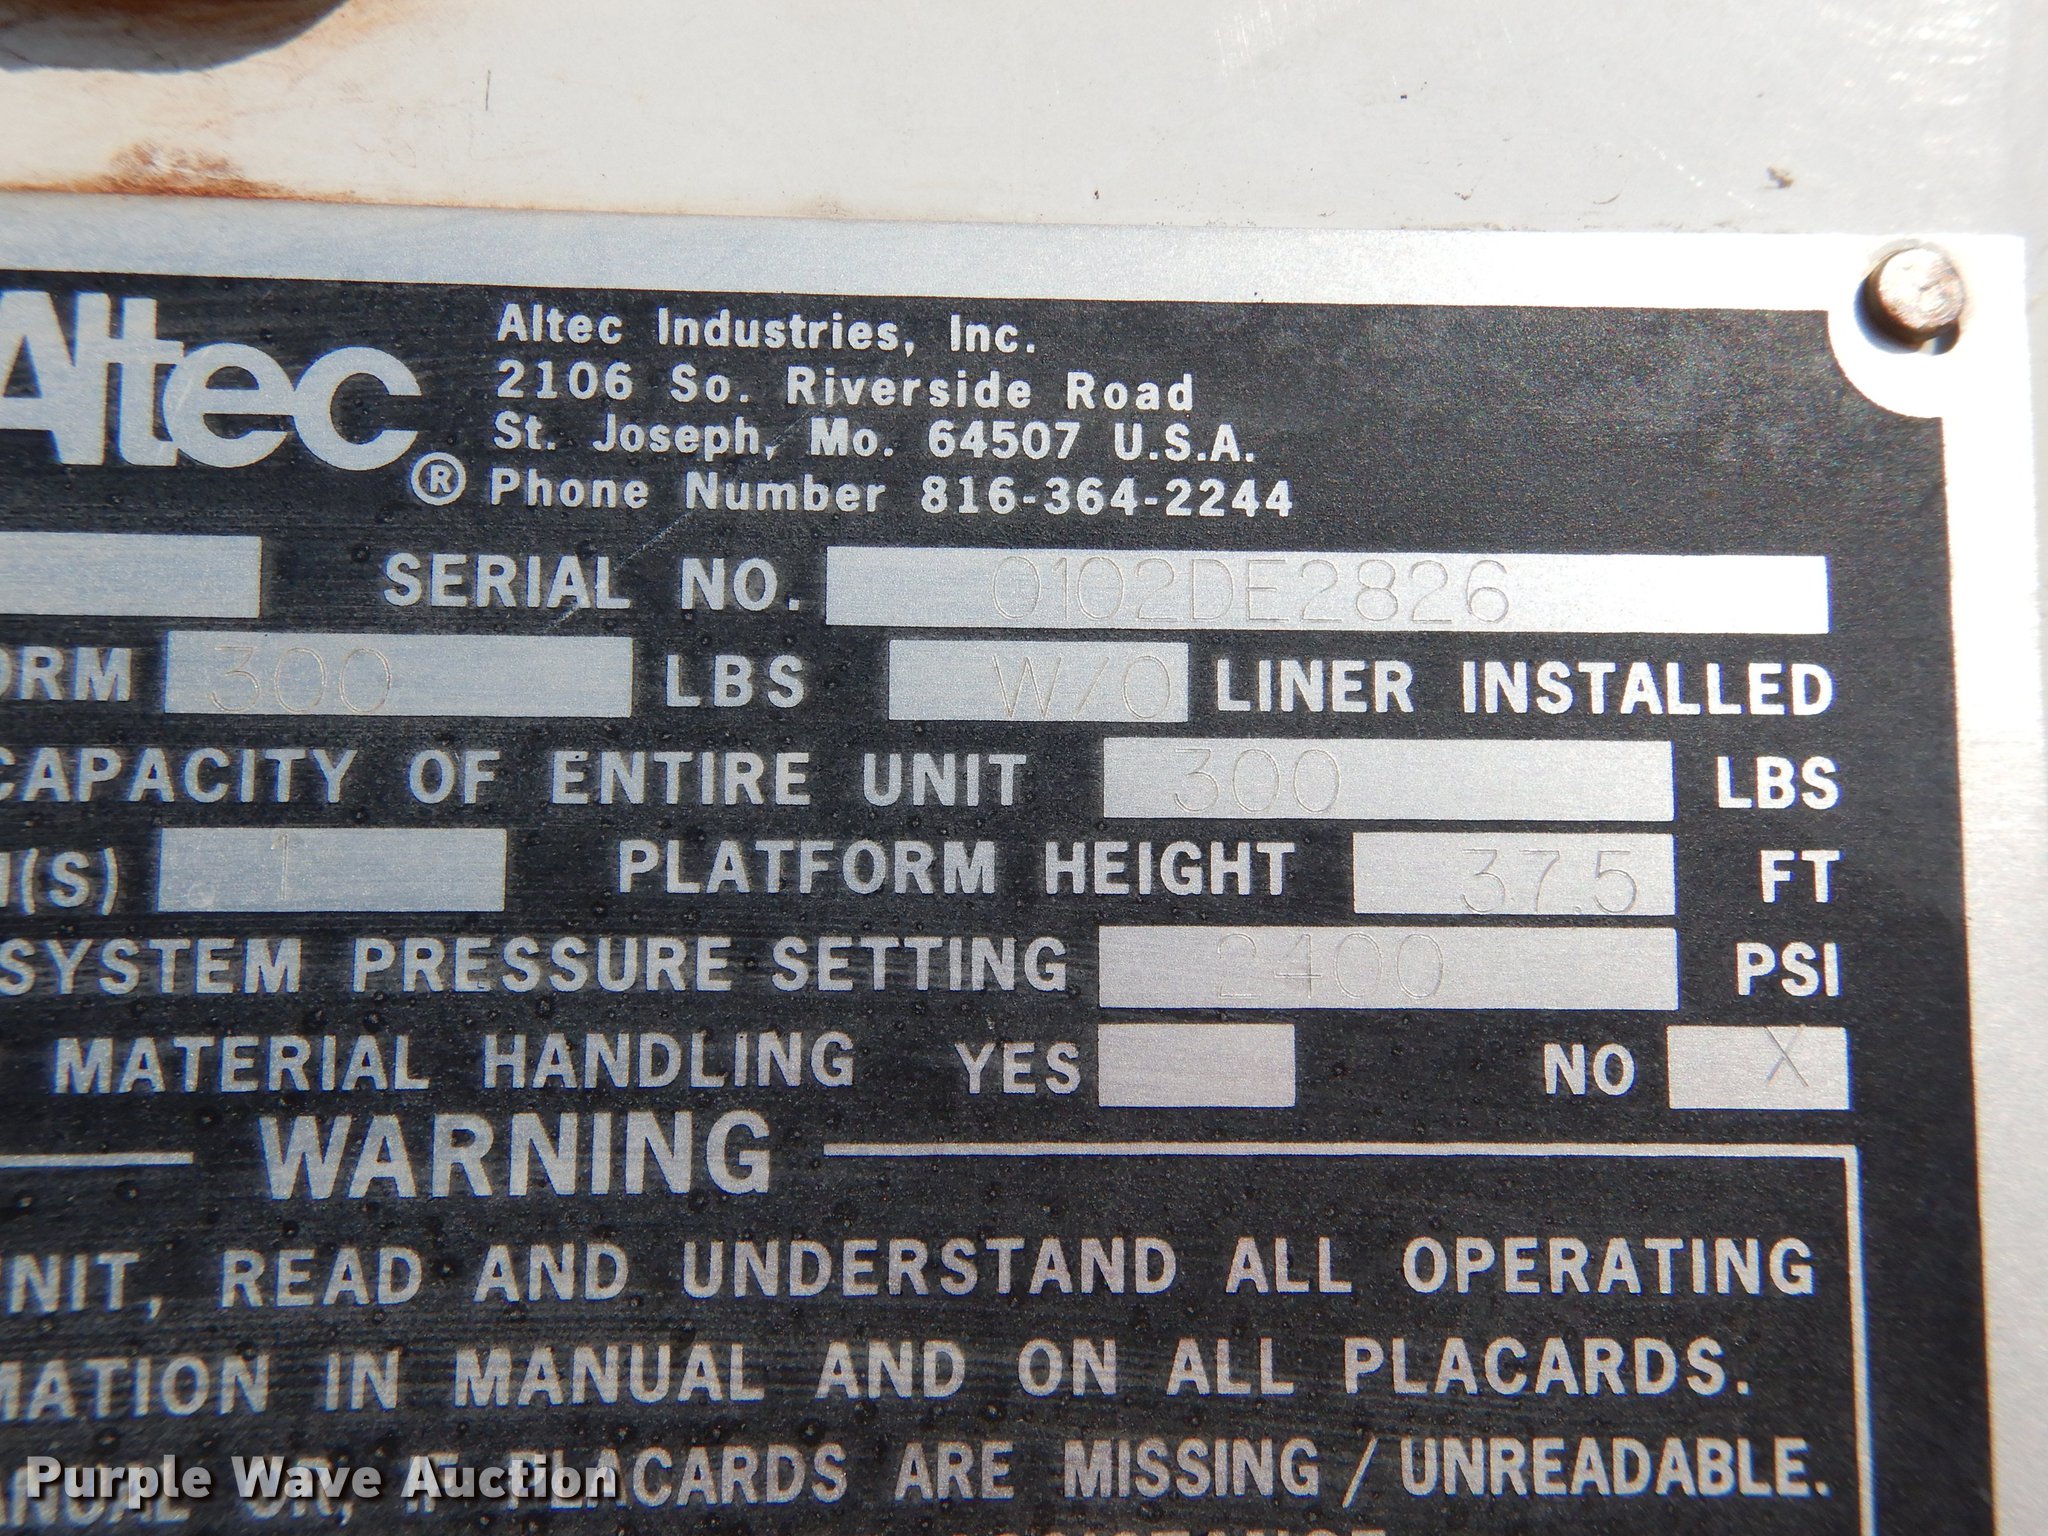 Altec
Altec Industries, Inc.
2106 So. Riverside Road
St. Joseph, Mo. 64507 U.S.A.
® Phone Number 816-364-2244
SERIAL NO. 0102DE2826
ORM 300 LBS W/O LINER INSTALLED
CAPACITY OF ENTIRE UNIT 300 LBS
(S) 1 PLATFORM HEIGHT 37.5 FT
SYSTEM PRESSURE SETTING 2400 PSI
MATERIAL HANDLING YES NO X
WARNING
NIT, READ AND UNDERSTAND ALL OPERATING
MATION IN MANUAL AND ON ALL PLACARDS.
ANUAL OR, IF PLACARDS ARE MISSING/UNREADABLE.
Purple Wave Auction